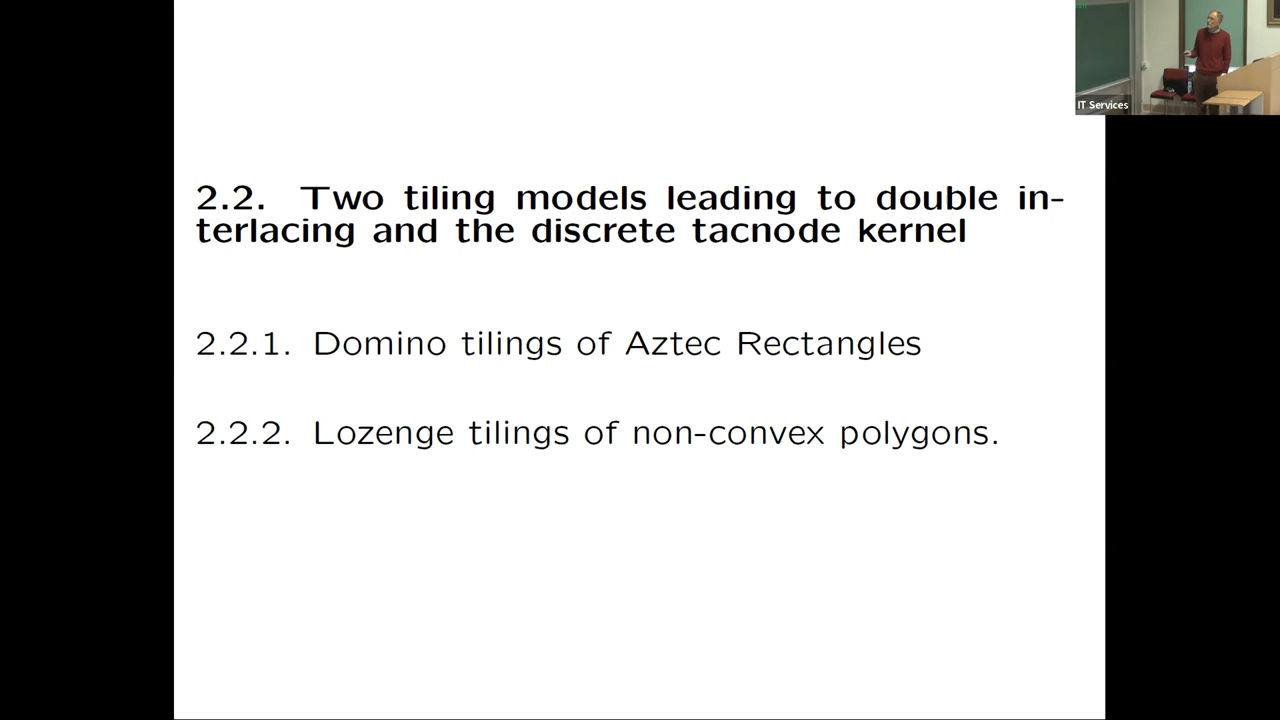 IT Services
2.2. Two tiling models leading to double in-
terlacing and the discrete tacnode kernel
2.2.1. Domino tilings of Aztec Rectangles
2.2.2. Lozenge tilings of non-convex polygons.